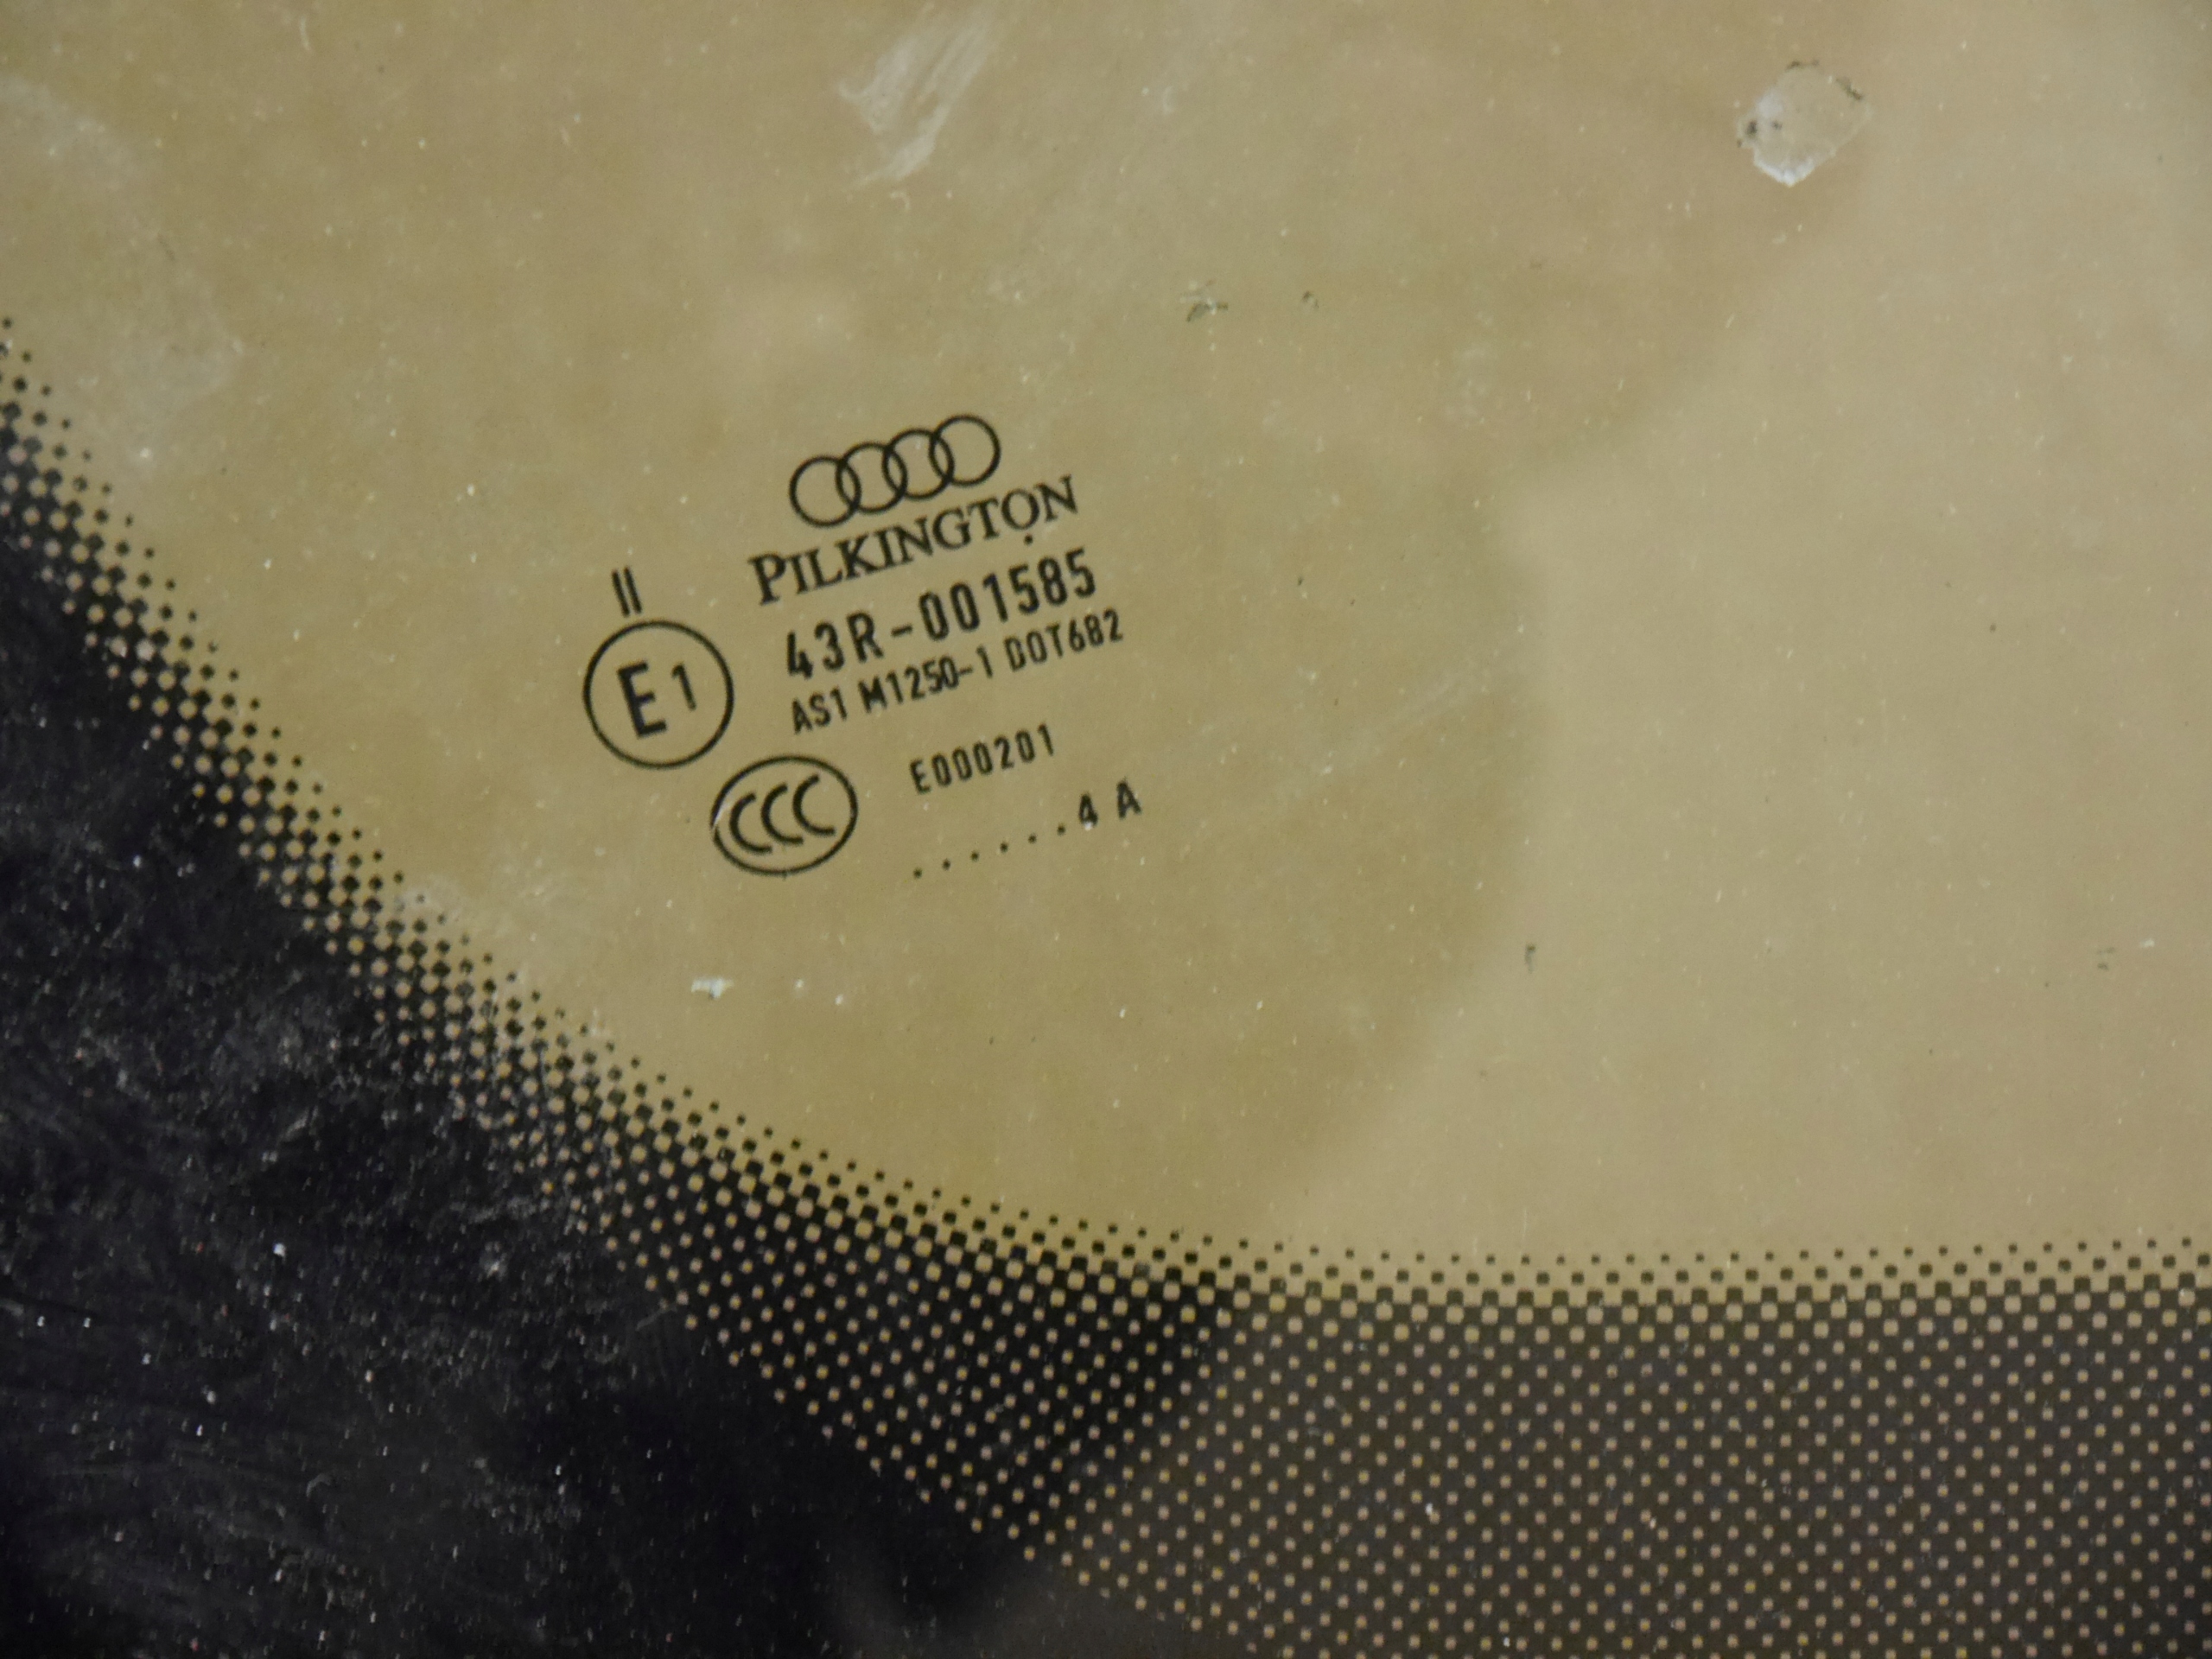 PILKINGTON
II
43R-001585
E1
AS1 M1250-1 DOT682
E000201
CCC
.......4 A